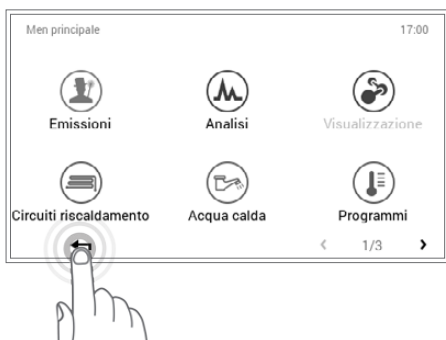 Men principale 17:00
Emissioni Analisi Visualizzazione
Circuiti riscaldamento Acqua calda Programmi
1/3